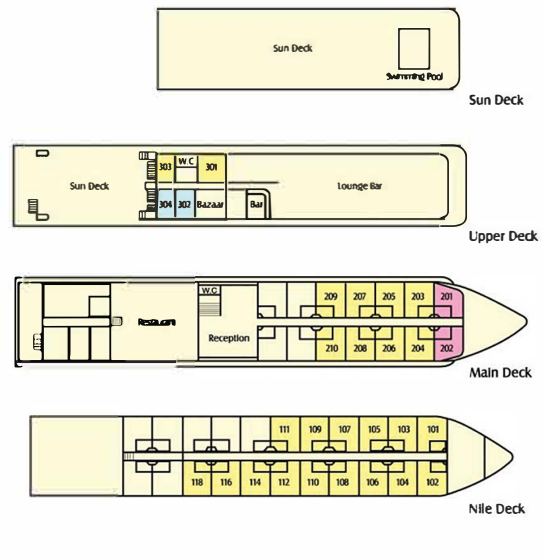 Sun Deck
Swimming Pool
Sun Deck
303 W.C 301
Sun Deck
Lounge Bar
304 302 Bazaar Bar
Upper Deck
W.C
209 207 205 203 201
Restaurant
Reception
210 208 206 204 202
Main Deck
111 109 107 105 103 101
118 116 114 112 110 108 106 104 102
Nile Deck